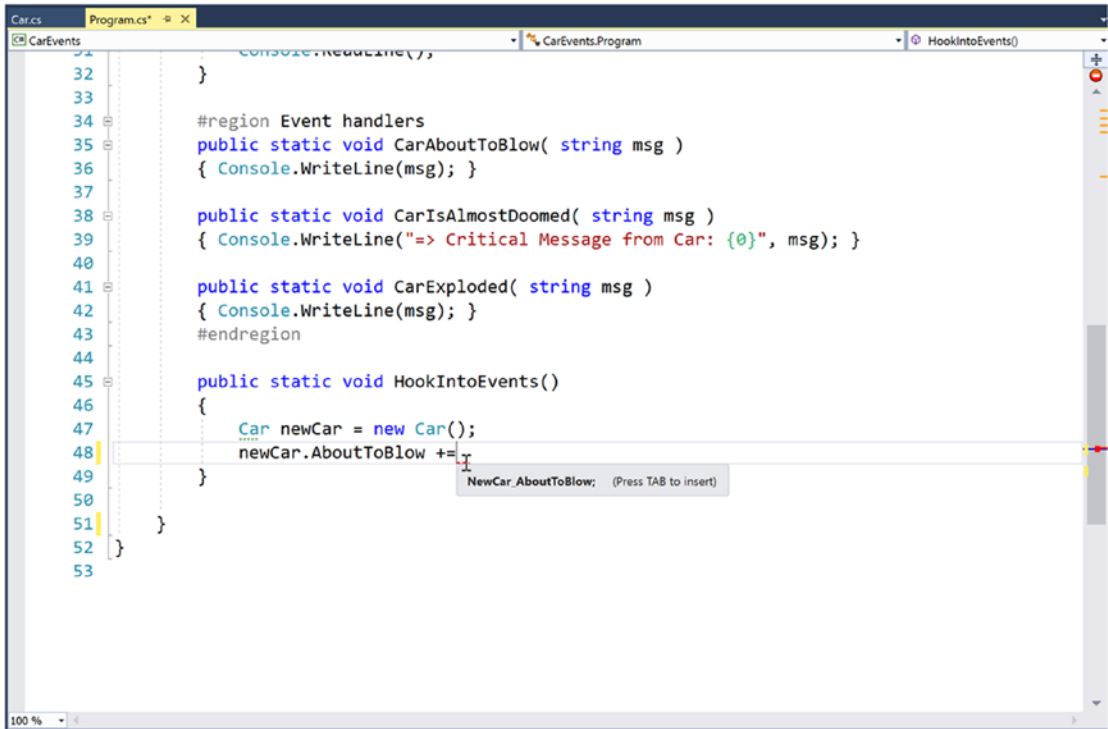 Car.cs Program.cs*
CarEvents CarEvents.Program HookIntoEvents()
31 Console.ReadLine();
32 }
33
34 #region Event handlers
35 public static void CarAboutToBlow( string msg )
36 { Console.WriteLine(msg); }
37
38 public static void CarIsAlmostDoomed( string msg )
39 { Console.WriteLine("=> Critical Message from Car: {0}", msg); }
40
41 public static void CarExploded( string msg )
42 { Console.WriteLine(msg); }
43 #endregion
44
45 public static void HookIntoEvents()
46 {
47 Car newCar = new Car();
48 newCar.AboutToBlow +=
49 }
NewCar_AboutToBlow; (Press TAB to insert)
50
51 }
52 }
53
100 %